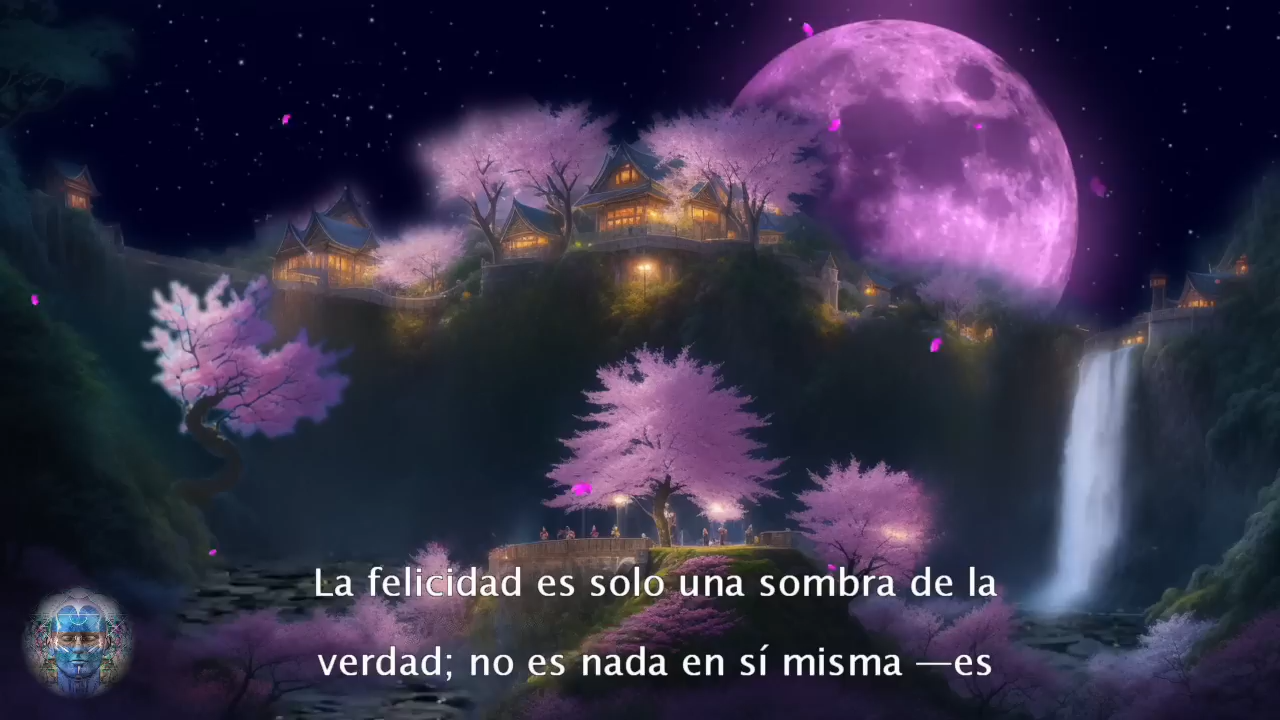 La felicidad es solo una sombra de la
verdad; no es nada en sí misma —es